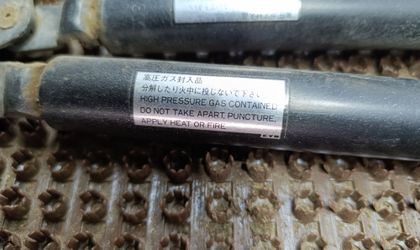 高圧ガス封入品
分解したり火中に投じないで下さい
HIGH PRESSURE GAS CONTAINED
DO NOT TAKE APART, PUNCTURE,
APPLY HEAT OR FIRE